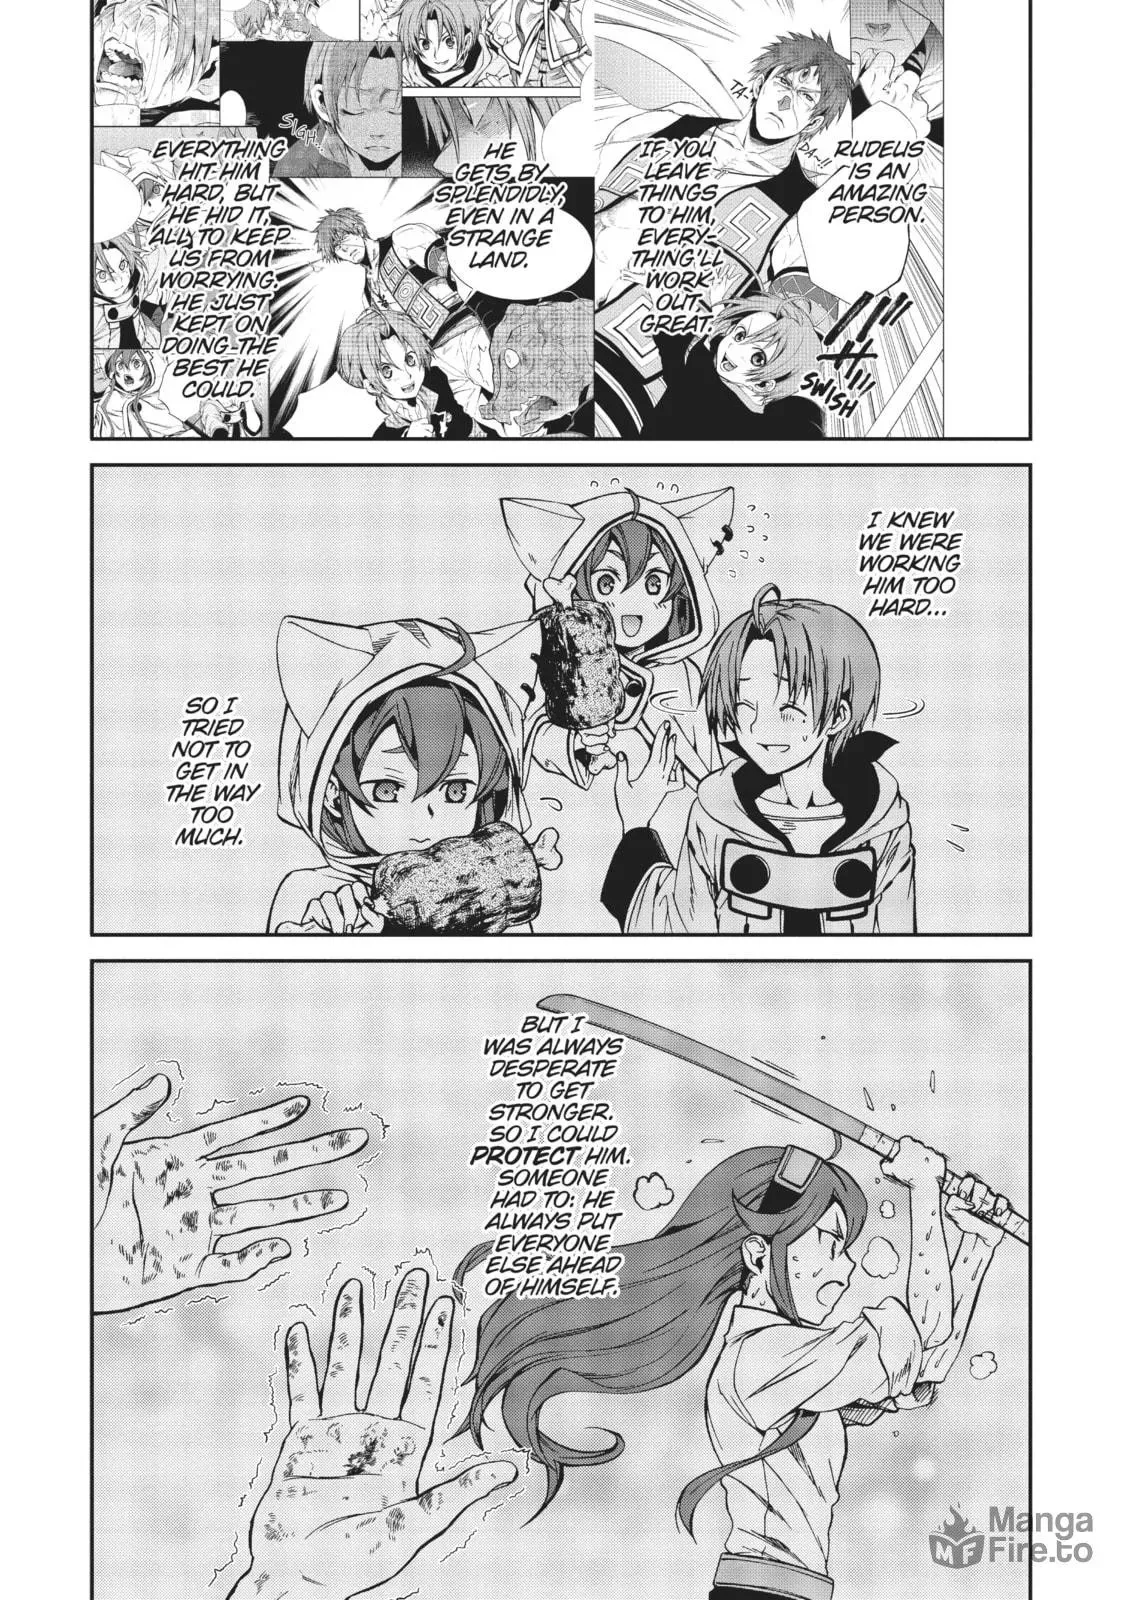 TA-
DA-!!
RUDEUS
IS AN
AMAZING
PERSON.
IF YOU
LEAVE
THINGS
TO HIM,
EVERY-
THING'LL
WORK
OUT
GREAT.
SWISH
HE
GETS BY
SPLENDIDLY,
EVEN IN A
STRANGE
LAND.
SIGH...
EVERYTHING
HIT HIM
HARD, BUT
HE HID IT,
ALL TO KEEP
US FROM
WORRYING.
HE JUST
KEPT ON
DOING THE
BEST HE
COULD.
I KNEW
WE WERE
WORKING
HIM TOO
HARD...
SO I
TRIED
NOT TO
GET IN
THE WAY
TOO
MUCH.
BUT I
WAS ALWAYS
DESPERATE
TO GET
STRONGER.
SO I COULD
PROTECT HIM.
SOMEONE
HAD TO: HE
ALWAYS PUT
EVERYONE
ELSE AHEAD
OF HIMSELF.
MF
Manga
Fire.to